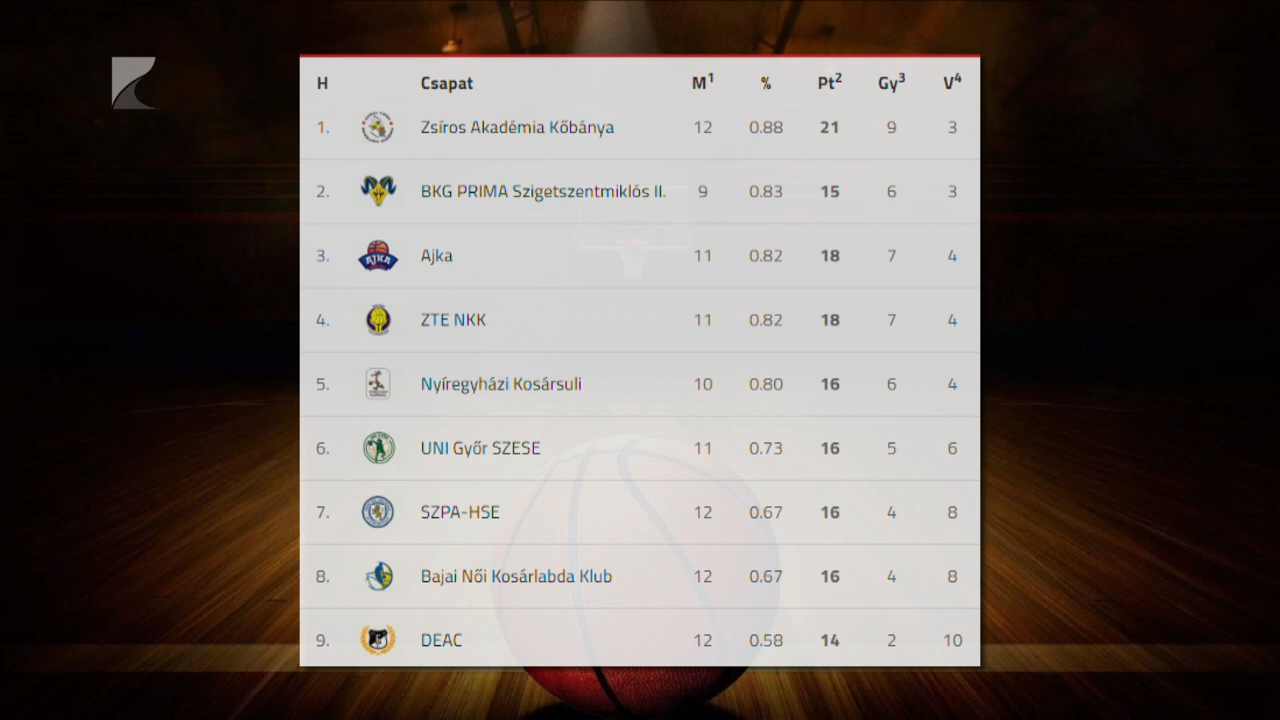 H Csapat M¹ % Pt² Gy³ V⁴
1. Zsíros Akadémia Kőbánya 12 0.88 21 9 3
2. BKG PRIMA Szigetszentmiklós II. 9 0.83 15 6 3
3. AJKA Ajka 11 0.82 18 7 4
4. ZTE NKK 11 0.82 18 7 4
5. Nyíregyházi Kosársuli 10 0.80 16 6 4
6. UNI Győr SZESE 11 0.73 16 5 6
7. SZPA-HSE 12 0.67 16 4 8
8. Bajai Női Kosárlabda Klub 12 0.67 16 4 8
9. DEAC 12 0.58 14 2 10